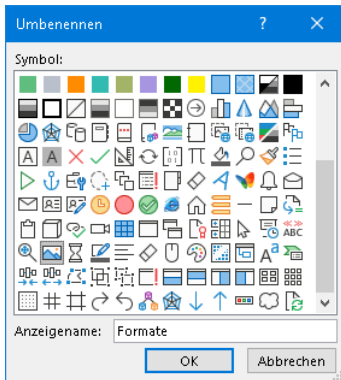 Umbenennen
Symbol:
ABC
Anzeigename: Formate
OK Abbrechen